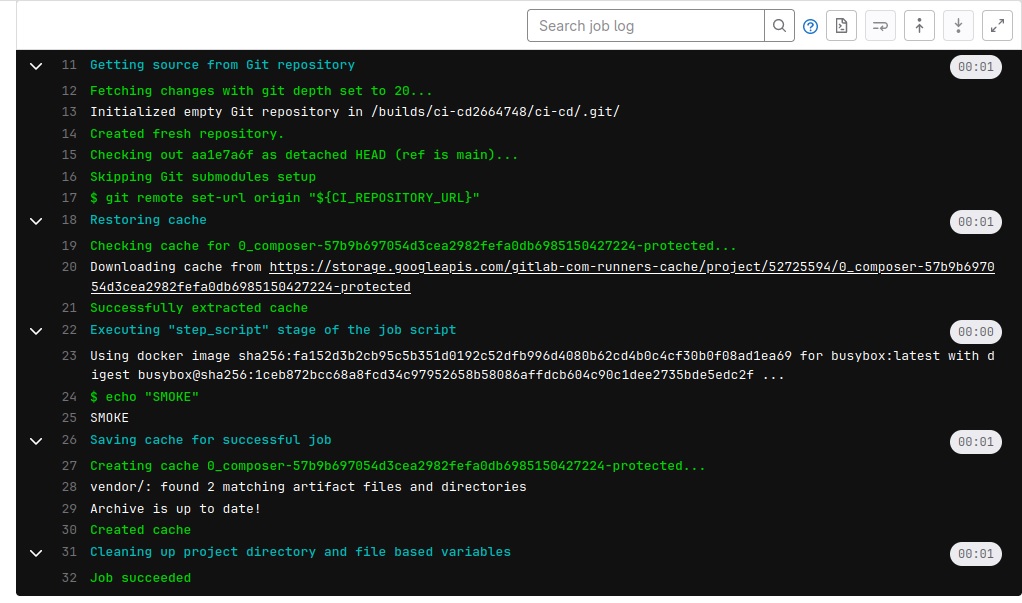 Search job log
11 Getting source from Git repository 00:01
12 Fetching changes with git depth set to 20...
13 Initialized empty Git repository in /builds/ci-cd2664748/ci-cd/.git/
14 Created fresh repository.
15 Checking out aa1e7a6f as detached HEAD (ref is main)...
16 Skipping Git submodules setup
17 $ git remote set-url origin "${CI_REPOSITORY_URL}"
18 Restoring cache 00:01
19 Checking cache for 0_composer-57b9b697054d3cea2982fefa0db6985150427224-protected...
20 Downloading cache from https://storage.googleapis.com/gitlab-com-runners-cache/project/52725594/0_composer-57b9b6970
54d3cea2982fefa0db6985150427224-protected
21 Successfully extracted cache
22 Executing "step_script" stage of the job script 00:00
23 Using docker image sha256:fa152d3b2cb95c5b351d0192c52dfb996d4080b62cd4b0c4cf30b0f08ad1ea69 for busybox:latest with d
igest busybox@sha256:1ceb872bcc68a8fcd34c97952658b58086affdcb604c90c1dee2735bde5edc2f ...
24 $ echo "SMOKE"
25 SMOKE
26 Saving cache for successful job 00:01
27 Creating cache 0_composer-57b9b697054d3cea2982fefa0db6985150427224-protected...
28 vendor/: found 2 matching artifact files and directories
29 Archive is up to date!
30 Created cache
31 Cleaning up project directory and file based variables 00:01
32 Job succeeded